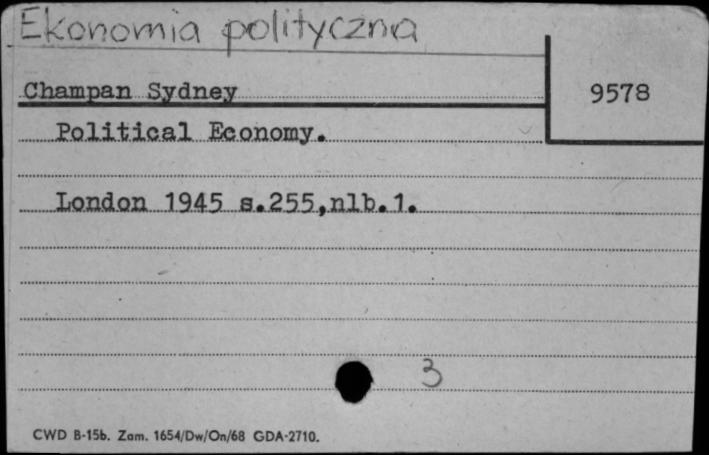 Ekonomia polityczna
Champan Sydney
9578
Political Economy.
London 1945 s.255,nlb.1.
3
CWD B-15b. Zam. 1654/Dw/On/68 GDA-2710.